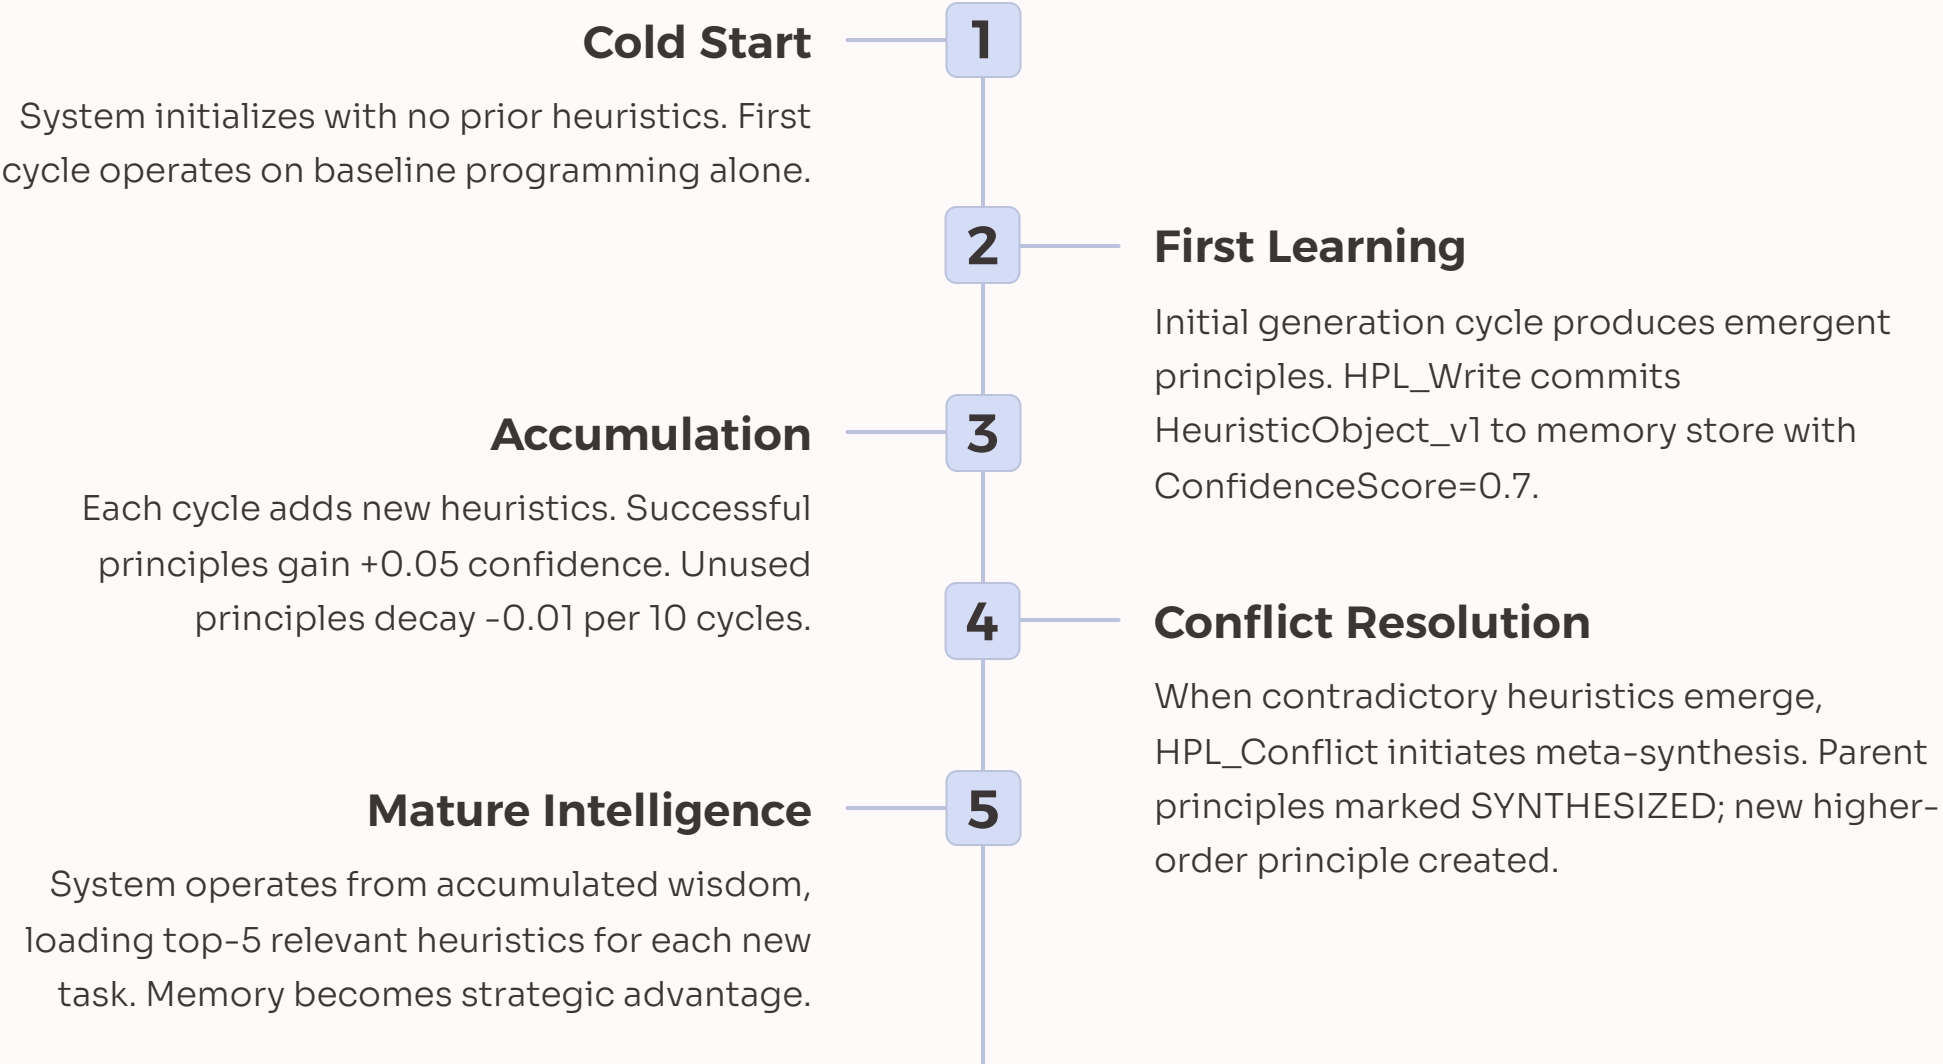 1
Cold Start
System initializes with no prior heuristics. First
cycle operates on baseline programming alone.
2
First Learning
Initial generation cycle produces emergent
principles. HPL_Write commits
HeuristicObject_v1 to memory store with
ConfidenceScore=0.7.
3
Accumulation
Each cycle adds new heuristics. Successful
principles gain +0.05 confidence. Unused
principles decay -0.01 per 10 cycles.
4
Conflict Resolution
When contradictory heuristics emerge,
HPL_Conflict initiates meta-synthesis. Parent
principles marked SYNTHESIZED; new higher-
order principle created.
5
Mature Intelligence
System operates from accumulated wisdom,
loading top-5 relevant heuristics for each new
task. Memory becomes strategic advantage.